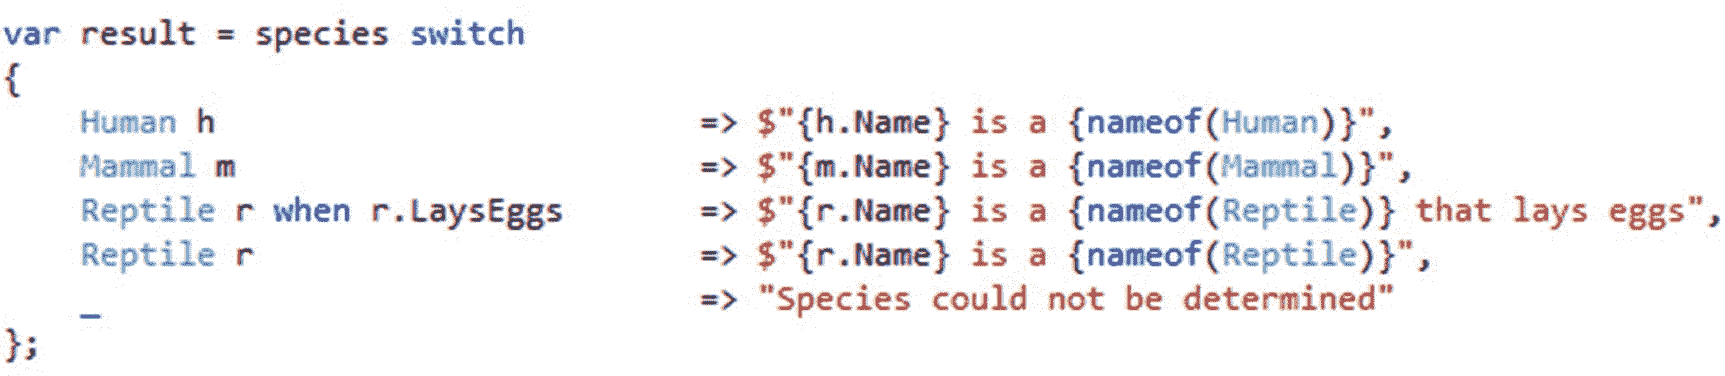 var result = species switch
{
    Human h                        => $"{h.Name} is a {nameof(Human)}",
    Mammal m                       => $"{m.Name} is a {nameof(Mammal)}",
    Reptile r when r.LaysEggs      => $"{r.Name} is a {nameof(Reptile)} that lays eggs",
    Reptile r                      => $"{r.Name} is a {nameof(Reptile)}",
    _                              => "Species could not be determined"
};